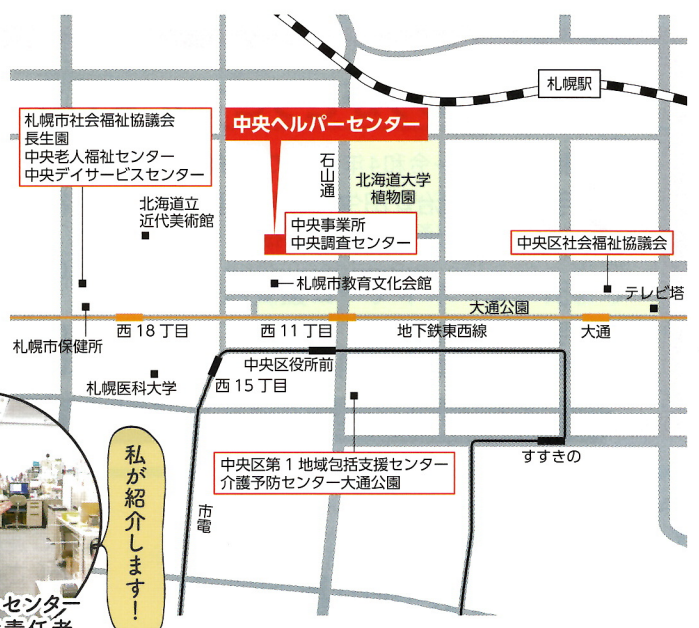 札幌駅
札幌市社会福祉協議会
長生園
中央老人福祉センター
中央デイサービスセンター
中央ヘルパーセンター
石山通
北海道大学
植物園
北海道立
近代美術館
中央事業所
中央調査センター
中央区社会福祉協議会
札幌市教育文化会館
テレビ塔
大通公園
西18丁目
西11丁目
地下鉄東西線
大通
札幌市保健所
中央区役所前
札幌医科大学
西15丁目
中央区第1地域包括支援センター
介護予防センター大通公園
すすきの
市電
私が紹介します!
センター
責任者